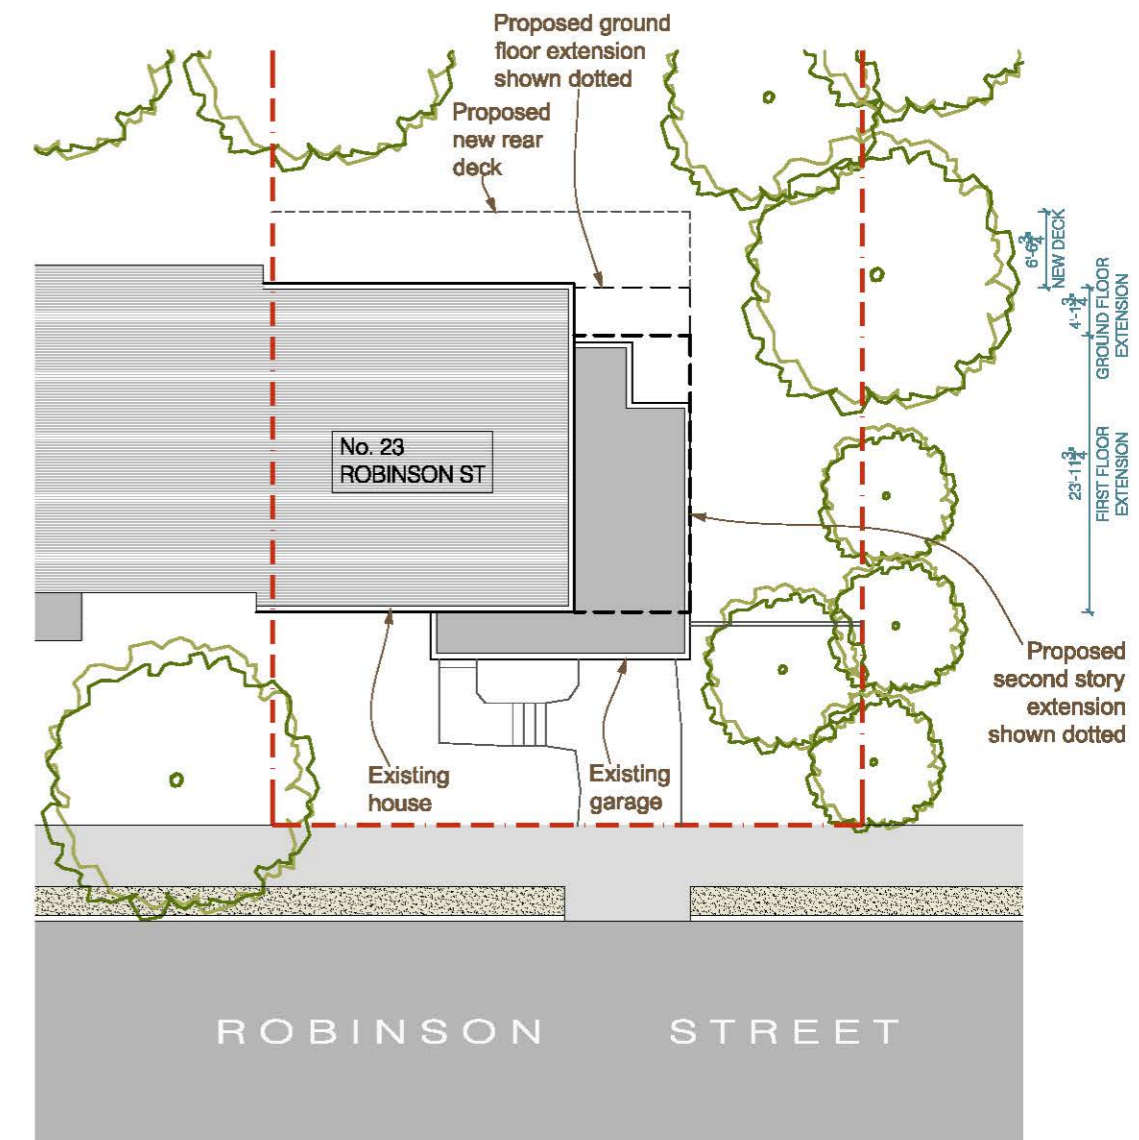 Proposed ground
floor extension
shown dotted
Proposed
new rear
deck
6'-6¾"
NEW DECK
4'-1¾"
GROUND FLOOR
EXTENSION
No. 23
ROBINSON ST
23'-11¾"
FIRST FLOOR
EXTENSION
Proposed
second story
extension
shown dotted
Existing
house
Existing
garage
ROBINSON STREET